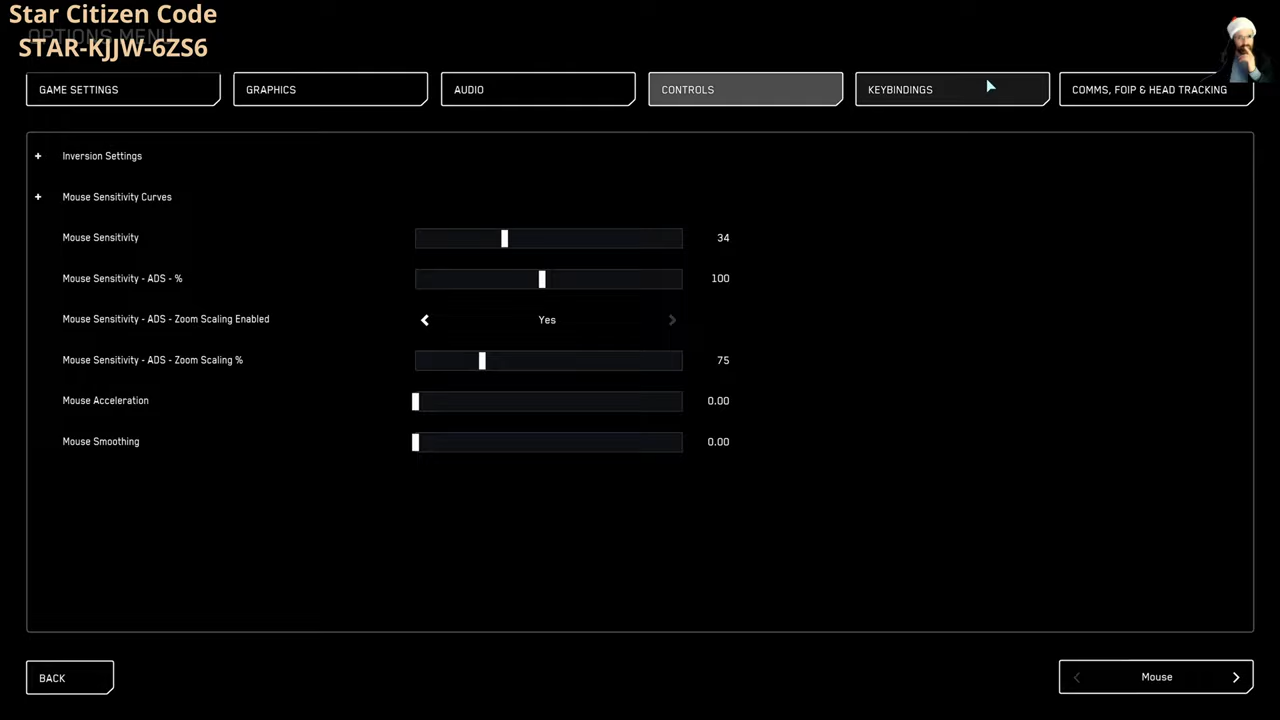 Star Citizen Code
OPTIONS MENU
STAR-KJJW-6ZS6
GAME SETTINGS
GRAPHICS
AUDIO
CONTROLS
KEYBINDINGS
COMMS, FOIP & HEAD TRACKING
+ Inversion Settings
+ Mouse Sensitivity Curves
Mouse Sensitivity 34
Mouse Sensitivity - ADS - % 100
Mouse Sensitivity - ADS - Zoom Scaling Enabled Yes
Mouse Sensitivity - ADS - Zoom Scaling % 75
Mouse Acceleration 0.00
Mouse Smoothing 0.00
BACK
Mouse